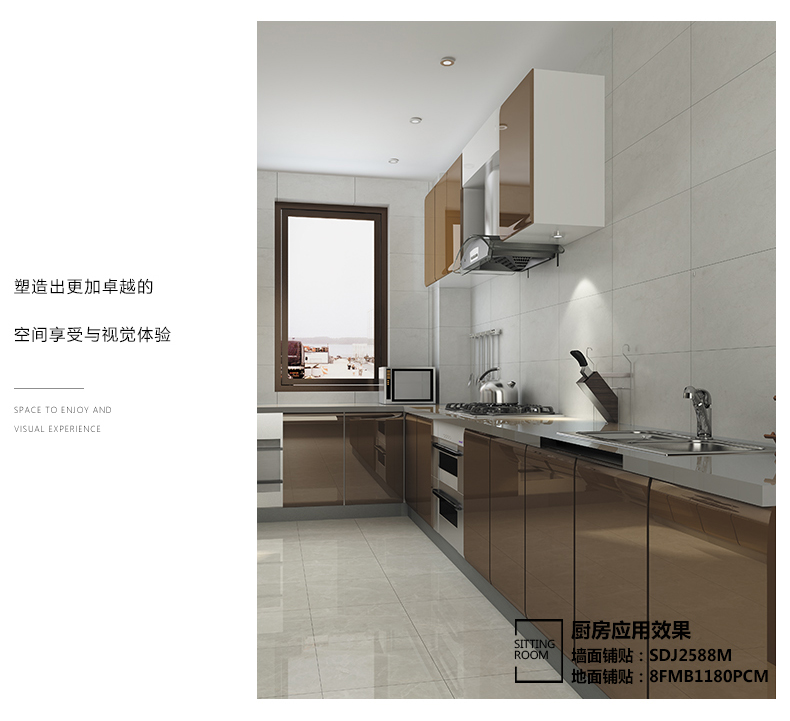 塑造出更加卓越的
空间享受与视觉体验
SPACE TO ENJOY AND
VISUAL EXPERIENCE
SITTING
ROOM
厨房应用效果
墙面铺贴：SDJ2588M
地面铺贴：8FMB1180PCM